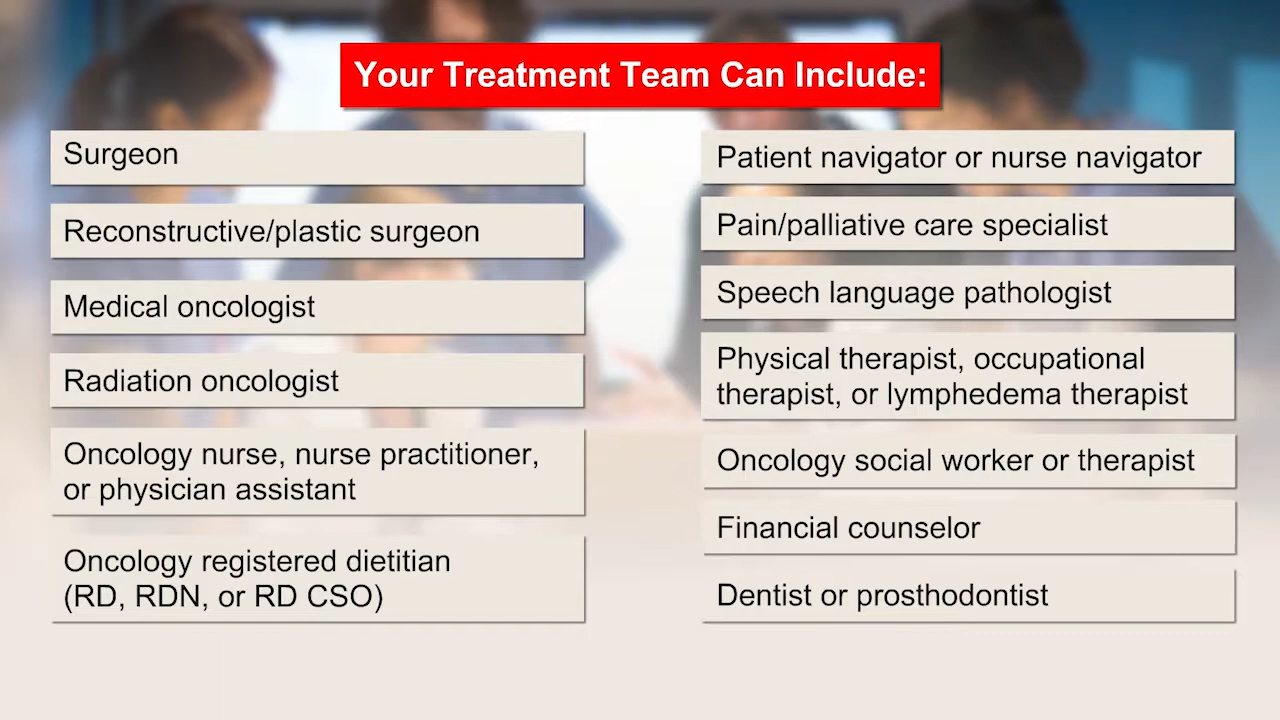 Your Treatment Team Can Include:
Surgeon
Reconstructive/plastic surgeon
Medical oncologist
Radiation oncologist
Oncology nurse, nurse practitioner,
or physician assistant
Oncology registered dietitian
(RD, RDN, or RD CSO)
Patient navigator or nurse navigator
Pain/palliative care specialist
Speech language pathologist
Physical therapist, occupational
therapist, or lymphedema therapist
Oncology social worker or therapist
Financial counselor
Dentist or prosthodontist